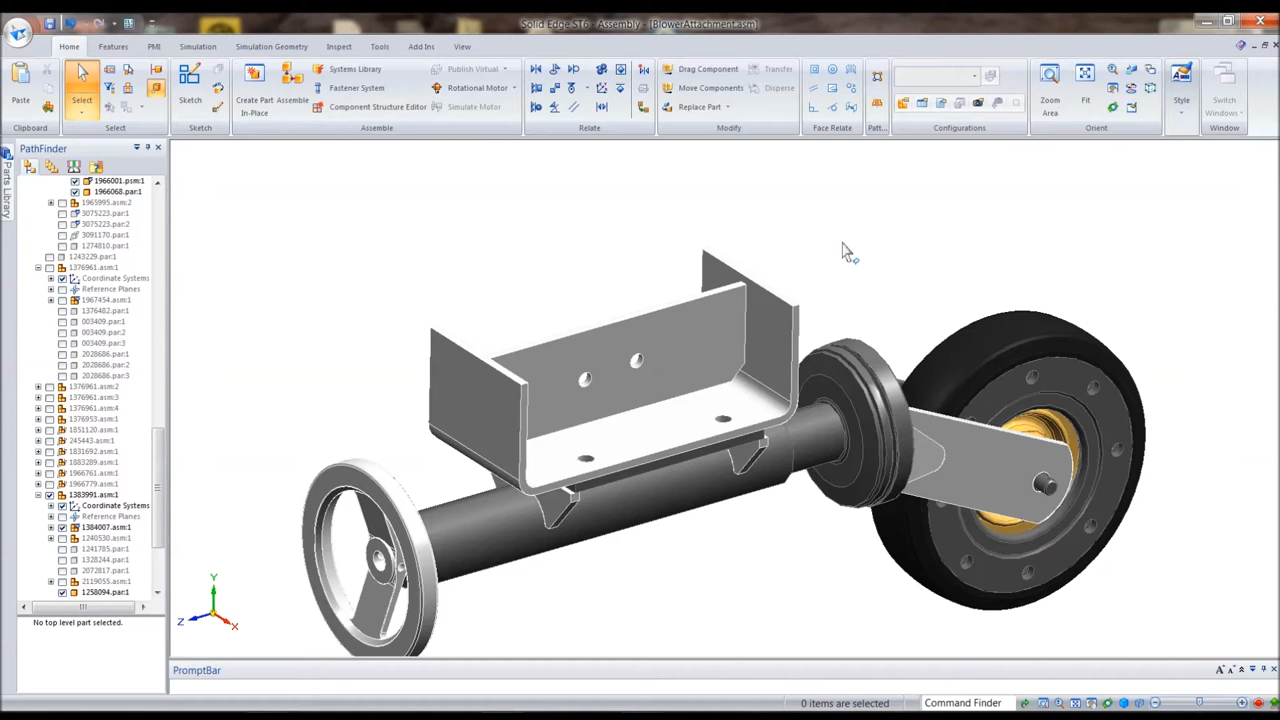 Solid Edge ST6 - Assembly - [BlowerAttachment.asm]
Home Features PMI Simulation Simulation Geometry Inspect Tools Add Ins View
Paste
Clipboard
Select
Select
Sketch
Sketch
Create Part In-Place
Assemble
Systems Library
Fastener System
Component Structure Editor
Publish Virtual
Rotational Motor
Simulate Motor
Assemble
Relate
Drag Component
Move Components
Replace Part
Transfer
Disperse
Modify
Face Relate
Patt...
Configurations
Zoom Area
Fit
Orient
Style
Switch Windows
Window
Parts Library
PathFinder
1966001.psm:1
1966068.par:1
1965995.asm:2
3075223.par:1
3075223.par:2
3091170.par:1
1274810.par:1
1243229.par:1
1376961.asm:1
Coordinate Systems
Reference Planes
1967454.asm:1
1376482.par:1
003409.par:1
003409.par:2
003409.par:3
2028686.par:1
2028686.par:2
2028686.par:3
1376961.asm:2
1376961.asm:3
1376961.asm:4
1376953.asm:1
1851120.asm:1
245443.asm:1
1831692.asm:1
1883289.asm:1
1966761.asm:1
1966779.asm:1
1383991.asm:1
Coordinate Systems
Reference Planes
1384007.asm:1
1240530.asm:1
1241785.par:1
1328244.par:1
2072817.par:1
2119055.asm:1
1258094.par:1
No top level part selected.
Y
Z
X
PromptBar
0 items are selected
Command Finder